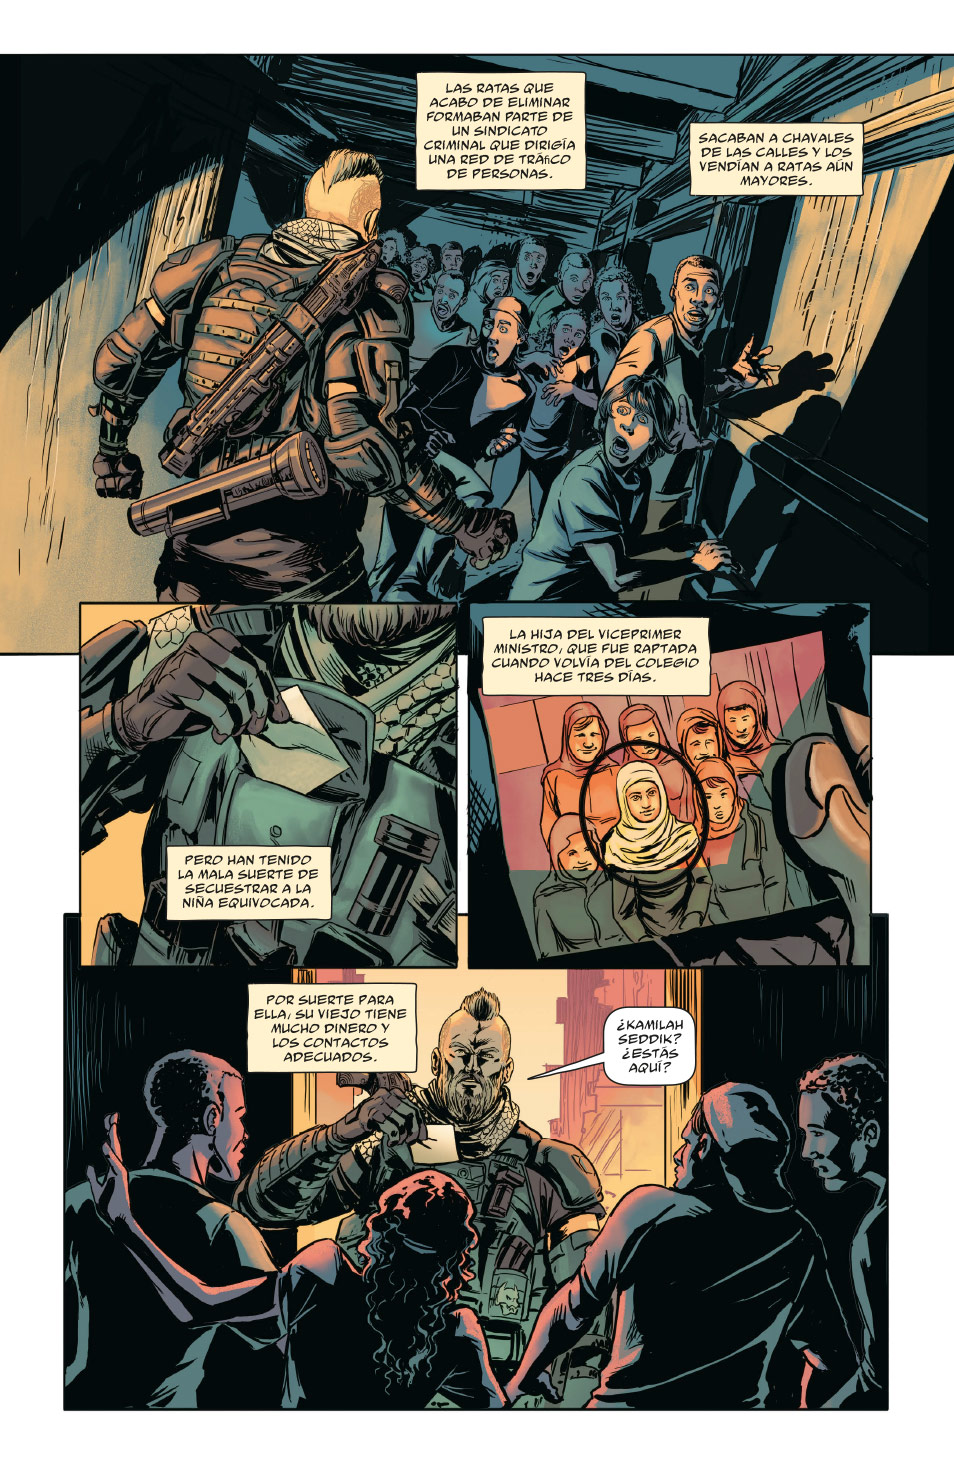 LAS RATAS QUE
ACABO DE ELIMINAR
FORMABAN PARTE DE
UN SINDICATO
CRIMINAL QUE DIRIGÍA
UNA RED DE TRÁFICO
DE PERSONAS.
SACABAN A CHAVALES
DE LAS CALLES Y LOS
VENDÍAN A RATAS AÚN
MAYORES.
PERO HAN TENIDO
LA MALA SUERTE DE
SECUESTRAR A LA
NIÑA EQUIVOCADA.
LA HIJA DEL VICEPRIMER
MINISTRO, QUE FUE RAPTADA
CUANDO VOLVÍA DEL COLEGIO
HACE TRES DÍAS.
POR SUERTE PARA
ELLA, SU VIEJO TIENE
MUCHO DINERO Y
LOS CONTACTOS
ADECUADOS.
¿KAMILAH
SEDDIK?
¿ESTÁS
AQUÍ?